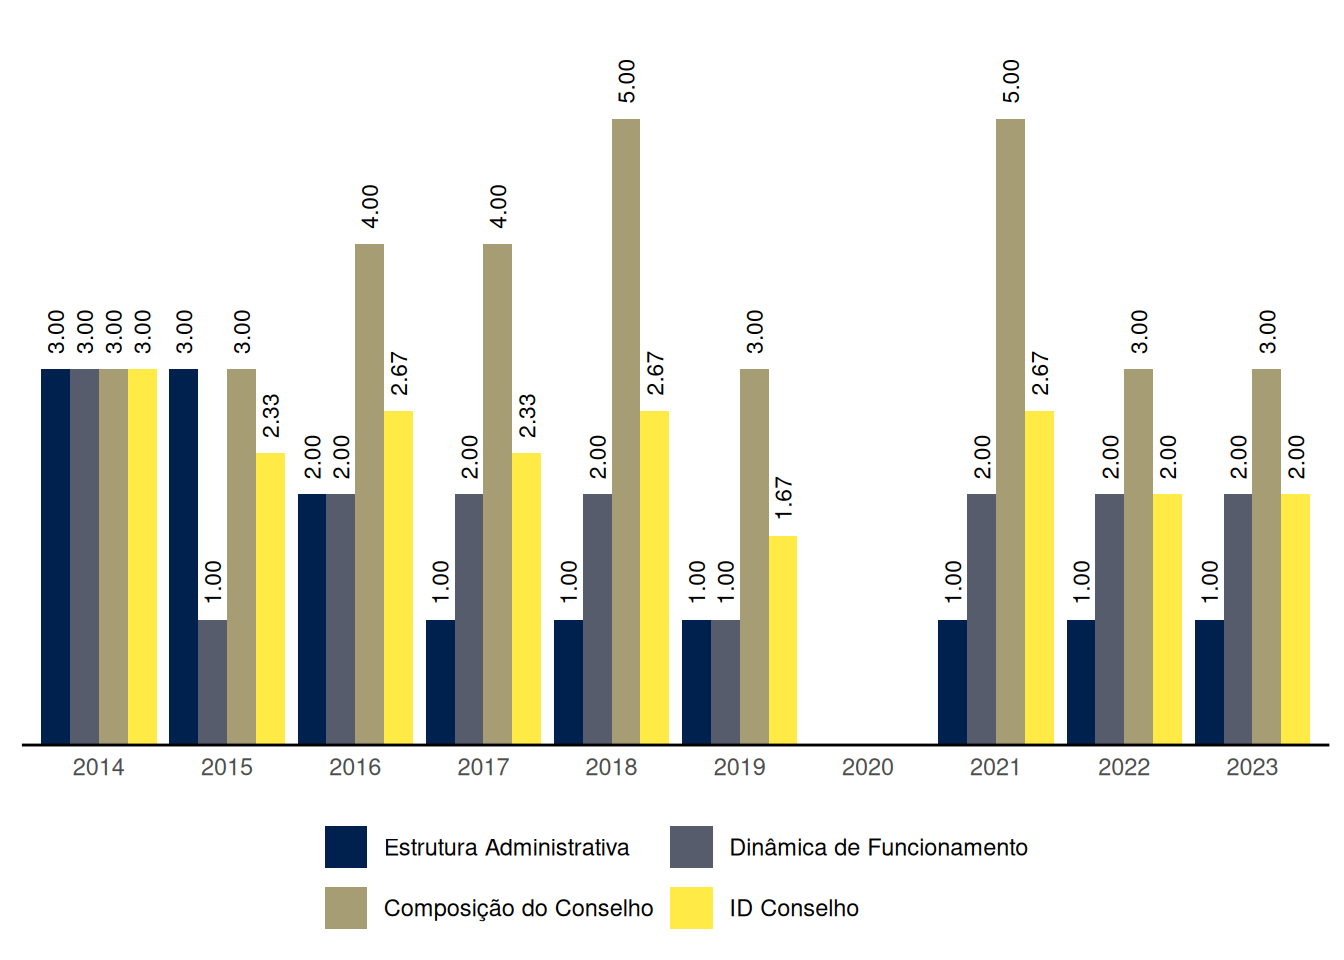 5.00 5.00
4.00 4.00
3.00 3.00 3.00 3.00 3.00 3.00 3.00 3.00 3.00
2.67 2.67 2.67
2.33 2.33
2.00 2.00 2.00 2.00 2.00 2.00 2.00 2.00 2.00
1.67
1.00 1.00 1.00 1.00 1.00 1.00 1.00 1.00
2014 2015 2016 2017 2018 2019 2020 2021 2022 2023
Estrutura Administrativa Dinâmica de Funcionamento
Composição do Conselho ID Conselho